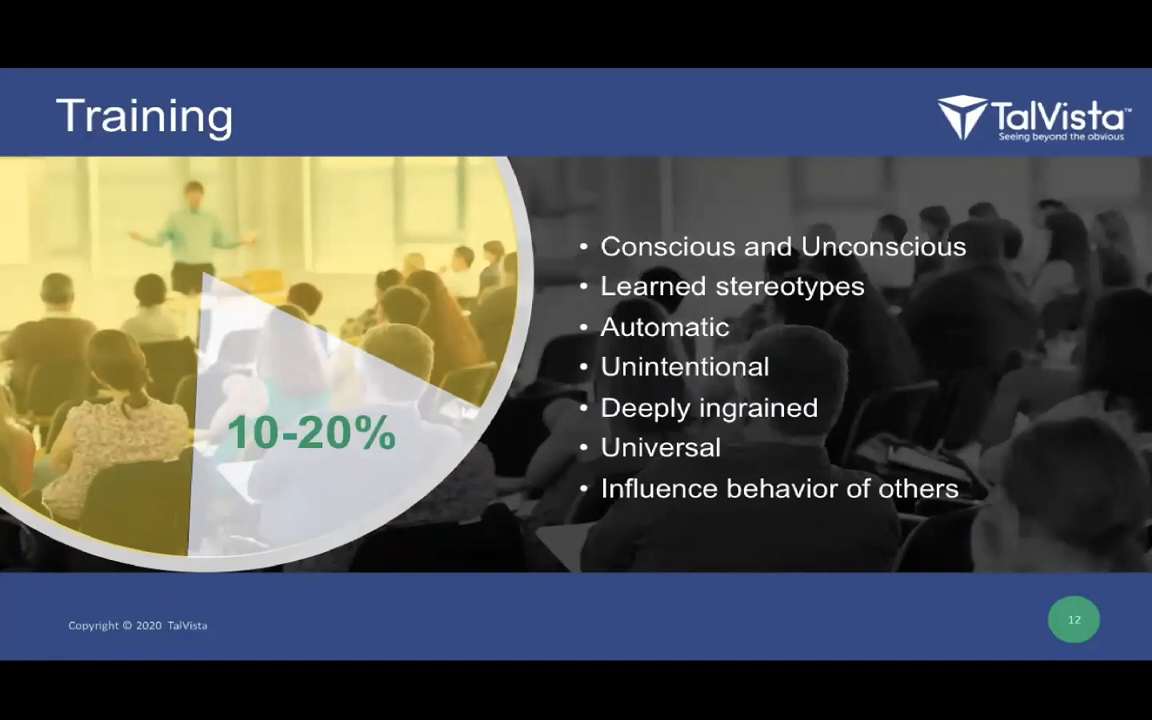 Training
TalVista™
Seeing beyond the obvious
10-20%
• Conscious and Unconscious
• Learned stereotypes
• Automatic
• Unintentional
• Deeply ingrained
• Universal
• Influence behavior of others
Copyright © 2020 TalVista
12